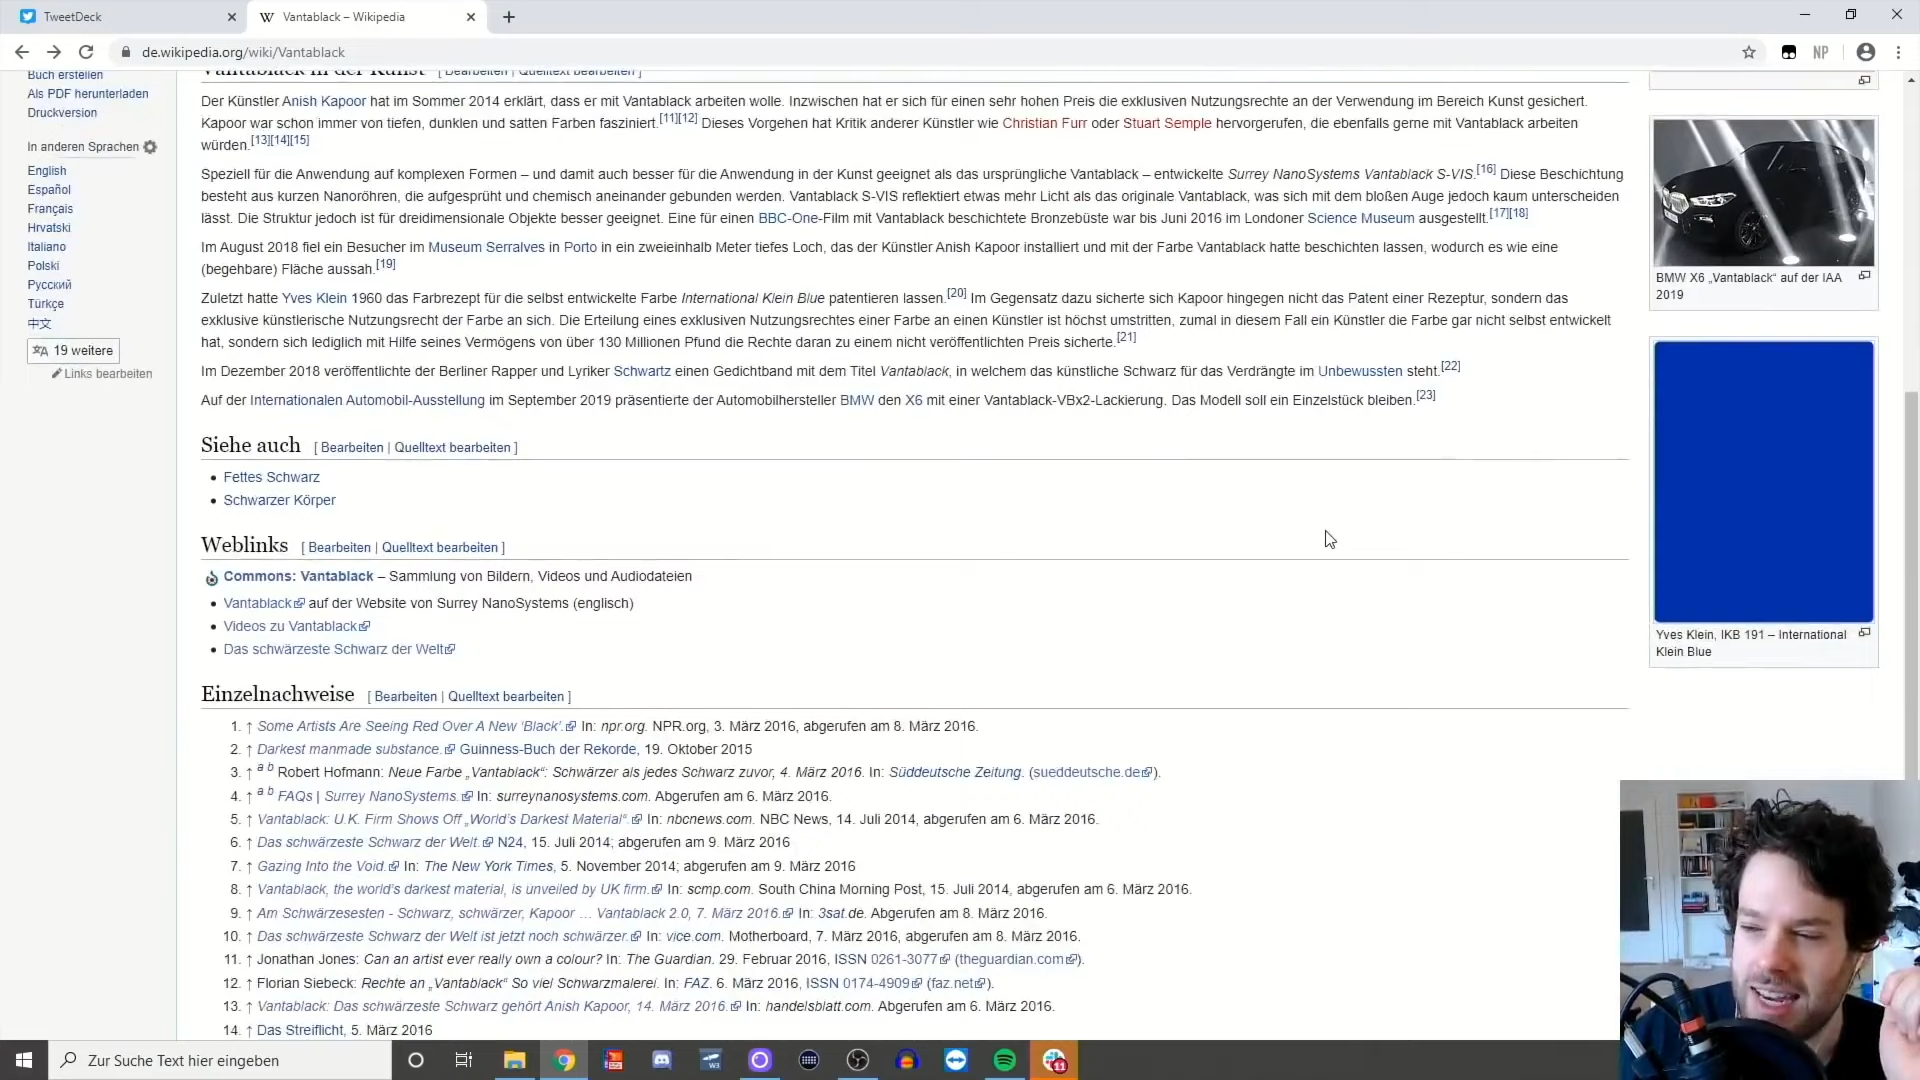 TweetDeck
Vantablack – Wikipedia
de.wikipedia.org/wiki/Vantablack
NP
Buch erstellen
Als PDF herunterladen
Druckversion
In anderen Sprachen
English
Español
Français
Hrvatski
Italiano
Polski
Русский
Türkçe
中文
19 weitere
Links bearbeiten
Vantablack in der Kunst [ Bearbeiten | Quelltext bearbeiten ]
Der Künstler Anish Kapoor hat im Sommer 2014 erklärt, dass er mit Vantablack arbeiten wolle. Inzwischen hat er sich für einen sehr hohen Preis die exklusiven Nutzungsrechte an der Verwendung im Bereich Kunst gesichert.
Kapoor war schon immer von tiefen, dunklen und satten Farben fasziniert.[11][12] Dieses Vorgehen hat Kritik anderer Künstler wie Christian Furr oder Stuart Semple hervorgerufen, die ebenfalls gerne mit Vantablack arbeiten
würden.[13][14][15]
Speziell für die Anwendung auf komplexen Formen – und damit auch besser für die Anwendung in der Kunst geeignet als das ursprüngliche Vantablack – entwickelte Surrey NanoSystems Vantablack S-VIS.[16] Diese Beschichtung
besteht aus kurzen Nanoröhren, die aufgesprüht und chemisch aneinander gebunden werden. Vantablack S-VIS reflektiert etwas mehr Licht als das originale Vantablack, was sich mit dem bloßen Auge jedoch kaum unterscheiden
lässt. Die Struktur jedoch ist für dreidimensionale Objekte besser geeignet. Eine für einen BBC-One-Film mit Vantablack beschichtete Bronzebüste war bis Juni 2016 im Londoner Science Museum ausgestellt.[17][18]
Im August 2018 fiel ein Besucher im Museum Serralves in Porto in ein zweieinhalb Meter tiefes Loch, das der Künstler Anish Kapoor installiert und mit der Farbe Vantablack hatte beschichten lassen, wodurch es wie eine
(begehbare) Fläche aussah.[19]
Zuletzt hatte Yves Klein 1960 das Farbrezept für die selbst entwickelte Farbe International Klein Blue patentieren lassen.[20] Im Gegensatz dazu sicherte sich Kapoor hingegen nicht das Patent einer Rezeptur, sondern das
exklusive künstlerische Nutzungsrecht der Farbe an sich. Die Erteilung eines exklusiven Nutzungsrechtes einer Farbe an einen Künstler ist höchst umstritten, zumal in diesem Fall ein Künstler die Farbe gar nicht selbst entwickelt
hat, sondern sich lediglich mit Hilfe seines Vermögens von über 130 Millionen Pfund die Rechte daran zu einem nicht veröffentlichten Preis sicherte.[21]
Im Dezember 2018 veröffentlichte der Berliner Rapper und Lyriker Schwartz einen Gedichtband mit dem Titel Vantablack, in welchem das künstliche Schwarz für das Verdrängte im Unbewussten steht.[22]
Auf der Internationalen Automobil-Ausstellung im September 2019 präsentierte der Automobilhersteller BMW den X6 mit einer Vantablack-VBx2-Lackierung. Das Modell soll ein Einzelstück bleiben.[23]
BMW X6 „Vantablack“ auf der IAA
2019
Yves Klein, IKB 191 – International
Klein Blue
Siehe auch [ Bearbeiten | Quelltext bearbeiten ]
Fettes Schwarz
Schwarzer Körper
Weblinks [ Bearbeiten | Quelltext bearbeiten ]
Commons: Vantablack – Sammlung von Bildern, Videos und Audiodateien
Vantablack auf der Website von Surrey NanoSystems (englisch)
Videos zu Vantablack
Das schwärzeste Schwarz der Welt
Einzelnachweise [ Bearbeiten | Quelltext bearbeiten ]
1. ↑ Some Artists Are Seeing Red Over A New ‘Black’. In: npr.org. NPR.org, 3. März 2016, abgerufen am 8. März 2016.
2. ↑ Darkest manmade substance. Guinness-Buch der Rekorde, 19. Oktober 2015
3. ↑ a b Robert Hofmann: Neue Farbe „Vantablack“: Schwärzer als jedes Schwarz zuvor, 4. März 2016. In: Süddeutsche Zeitung. (sueddeutsche.de).
4. ↑ a b FAQs | Surrey NanoSystems. In: surreynanosystems.com. Abgerufen am 6. März 2016.
5. ↑ Vantablack: U.K. Firm Shows Off „World’s Darkest Material“. In: nbcnews.com. NBC News, 14. Juli 2014, abgerufen am 6. März 2016.
6. ↑ Das schwärzeste Schwarz der Welt. N24, 15. Juli 2014; abgerufen am 9. März 2016
7. ↑ Gazing Into the Void. In: The New York Times, 5. November 2014; abgerufen am 9. März 2016
8. ↑ Vantablack, the world’s darkest material, is unveiled by UK firm. In: scmp.com. South China Morning Post, 15. Juli 2014, abgerufen am 6. März 2016.
9. ↑ Am Schwärzesesten - Schwarz, schwärzer, Kapoor … Vantablack 2.0, 7. März 2016. In: 3sat.de. Abgerufen am 8. März 2016.
10. ↑ Das schwärzeste Schwarz der Welt ist jetzt noch schwärzer. In: vice.com. Motherboard, 7. März 2016, abgerufen am 8. März 2016.
11. ↑ Jonathan Jones: Can an artist ever really own a colour? In: The Guardian. 29. Februar 2016, ISSN 0261-3077 (theguardian.com).
12. ↑ Florian Siebeck: Rechte an „Vantablack“ So viel Schwarzmalerei. In: FAZ. 6. März 2016, ISSN 0174-4909 (faz.net).
13. ↑ Vantablack: Das schwärzeste Schwarz gehört Anish Kapoor, 14. März 2016. In: handelsblatt.com. Abgerufen am 6. März 2016.
14. ↑ Das Streiflicht, 5. März 2016
Zur Suche Text hier eingeben
W3
11